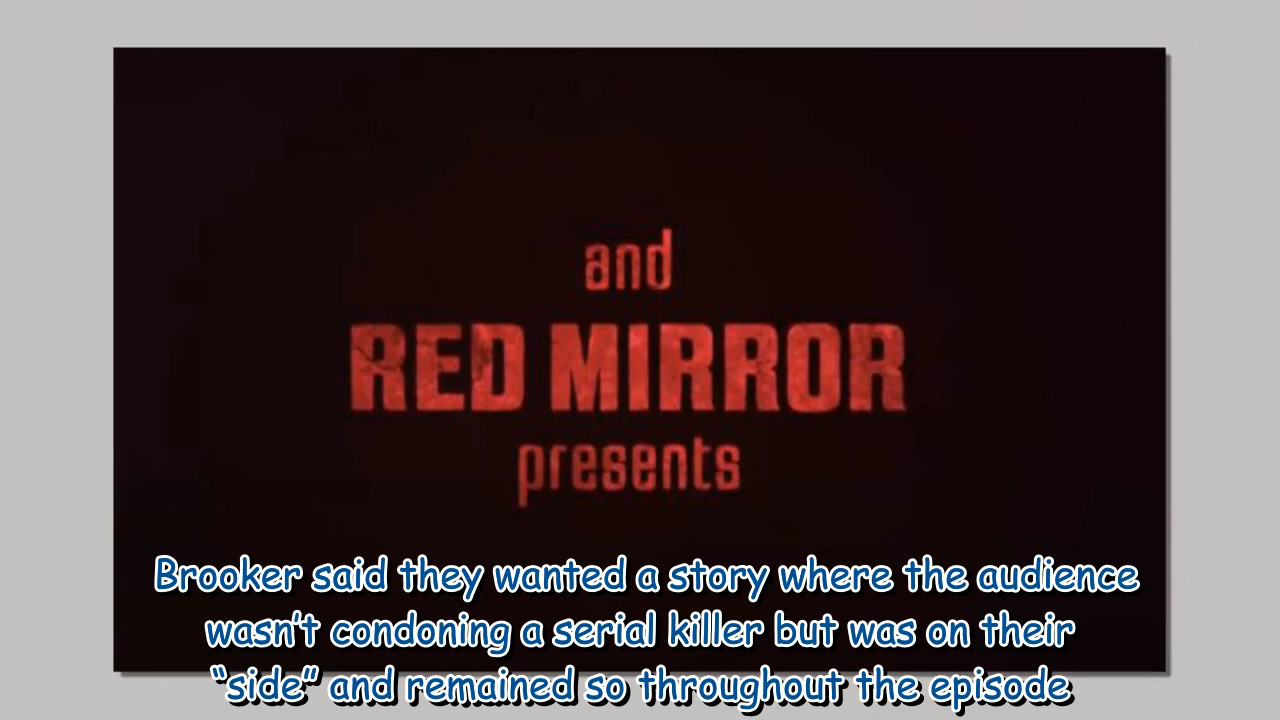 and
RED MIRROR
presents
Brooker said they wanted a story where the audience
wasn't condoning a serial killer but was on their
“side” and remained so throughout the episode